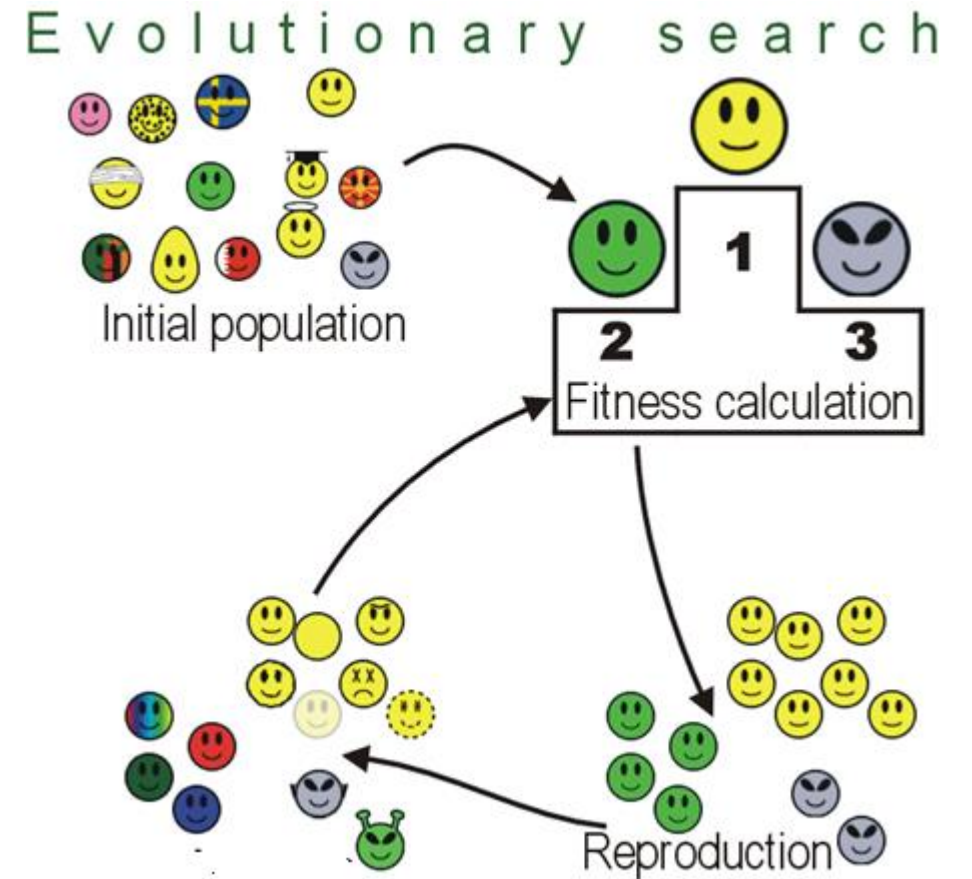 Evolutionary search
Initial population
1
2
3
Fitness calculation
Reproduction